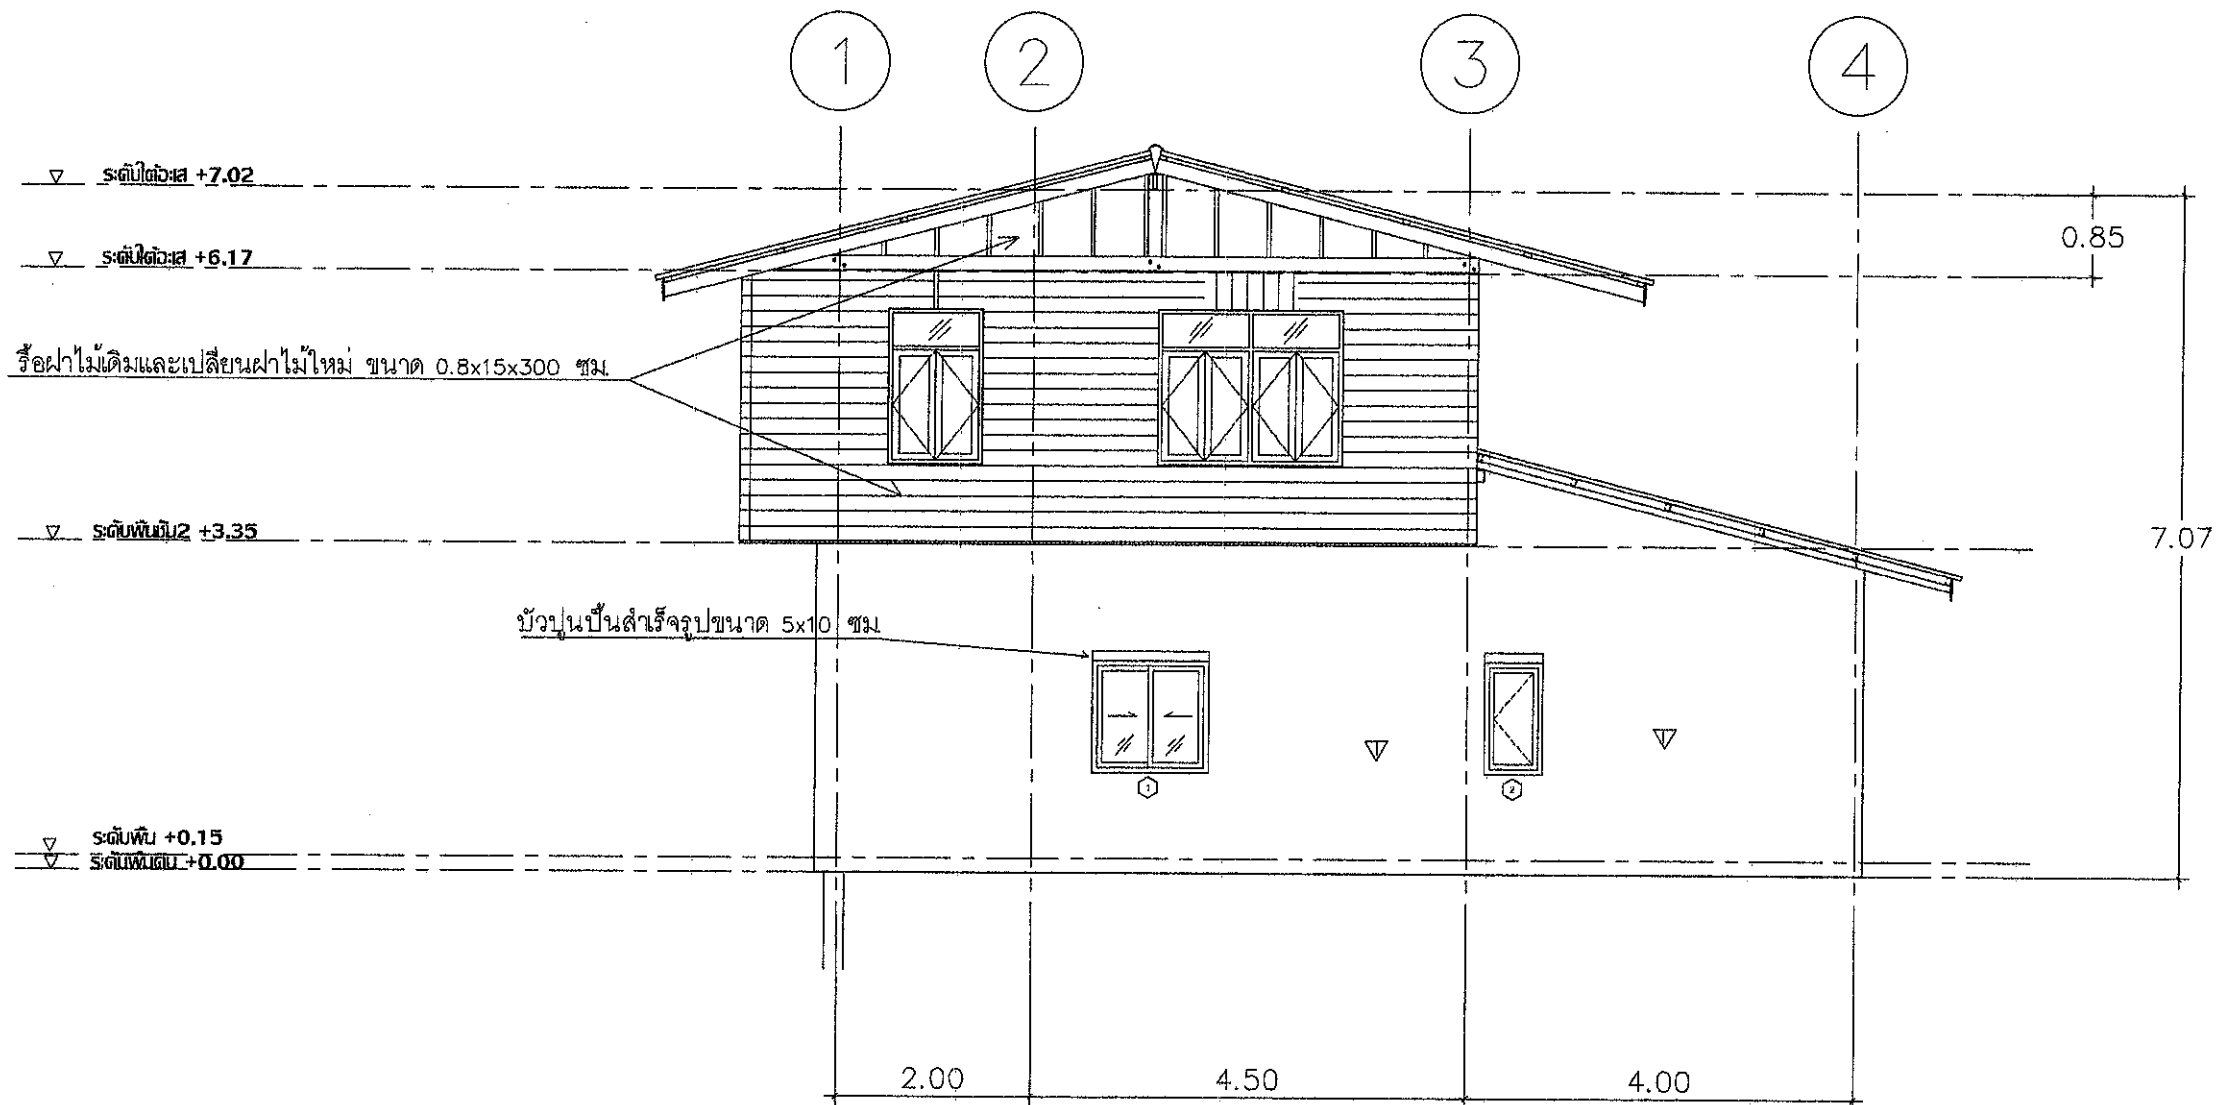 1 2 3 4
ระดับใต้อะเส +7.02
0.85
ระดับใต้อะเส +6.17
รื้อฝาไม้เดิมและเปลี่ยนฝาไม้ใหม่ ขนาด 0.8x15x300 ซม.
ระดับพื้นชั้น2 +3.35
7.07
บัวปูนปั้นสำเร็จรูปขนาด 5x10 ซม.
1 2
ระดับพื้น +0.15
ระดับพื้นดิน +0.00
2.00 4.50 4.00